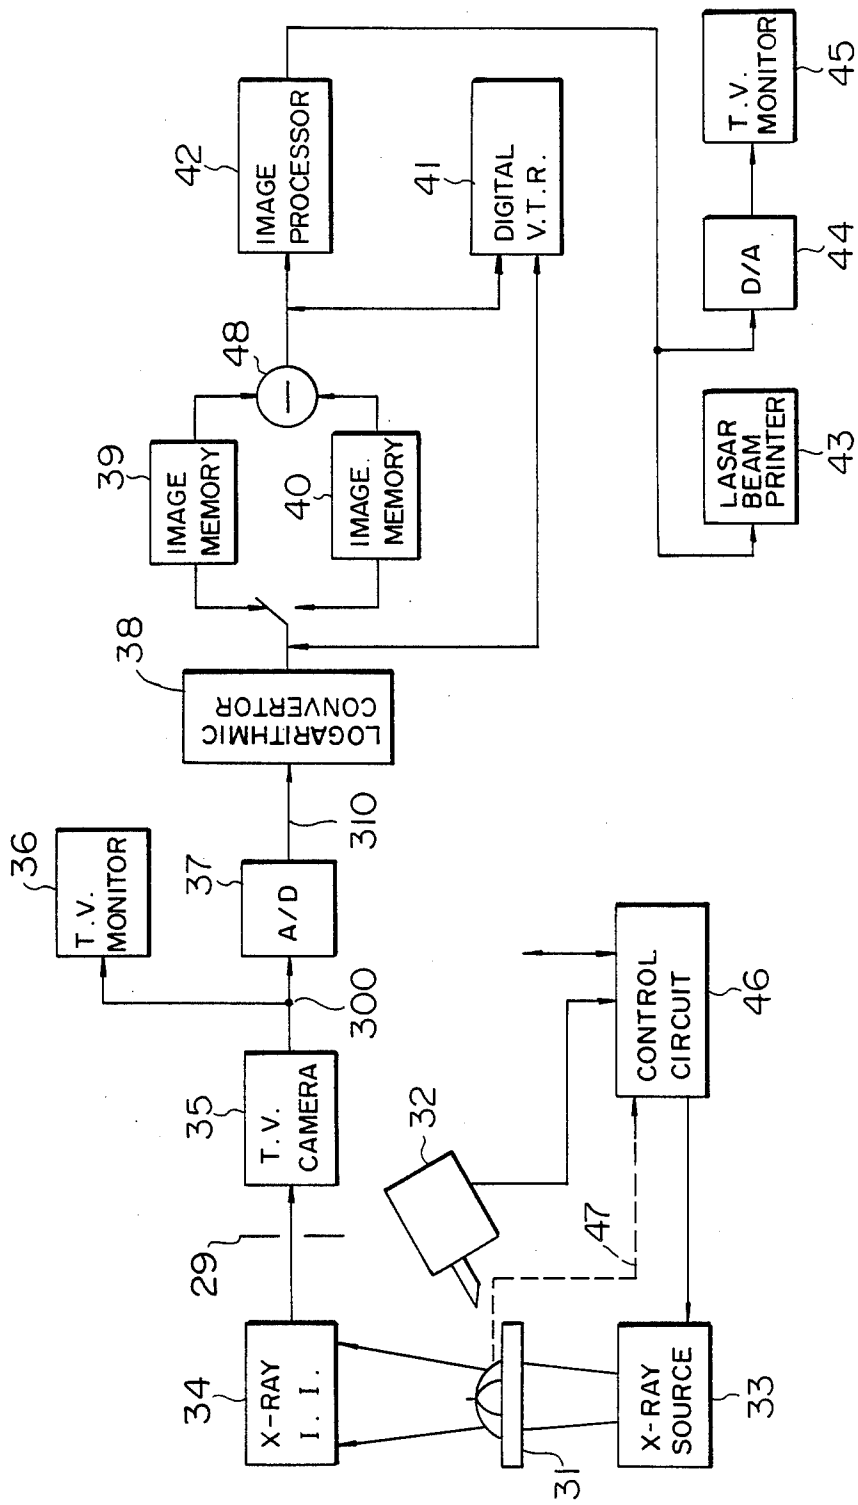 36
T.V.
MONITOR
34
X-RAY
I. I.
29
35
T.V.
CAMERA
300
37
A/D
310
38
LOGARITHMIC
CONVERTOR
39
IMAGE
MEMORY
40
IMAGE
MEMORY
48
42
IMAGE
PROCESSOR
41
DIGITAL
V.T.R.
31
32
47
33
X-RAY
SOURCE
46
CONTROL
CIRCUIT
43
LASAR
BEAM
PRINTER
44
D/A
45
T.V.
MONITOR